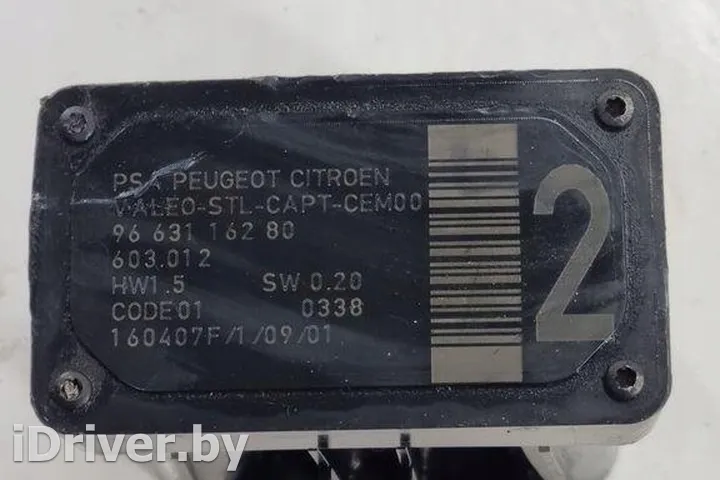 PSA PEUGEOT CITROEN
VALEO-STL-CAPT-CEM00
96 631 162 80
603.012
HW1.5 SW 0.20
CODE01 0338
160407F/1/09/01
2
iDriver.by